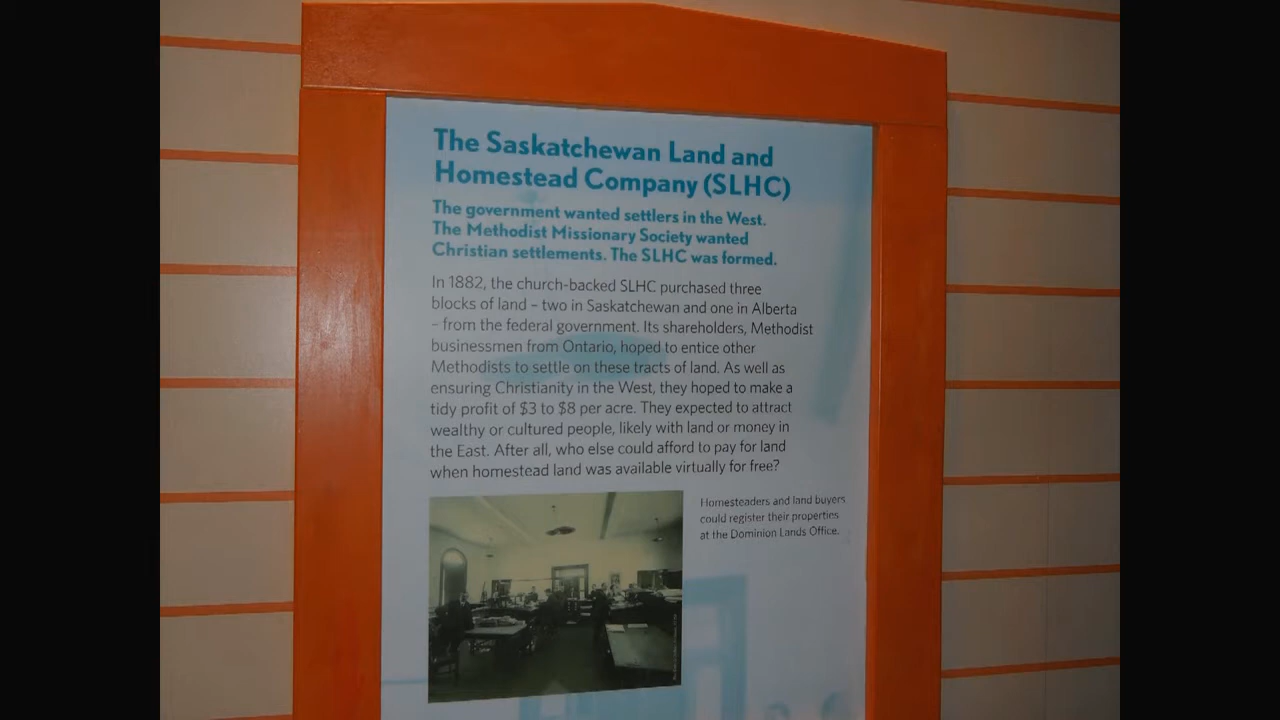 The Saskatchewan Land and
Homestead Company (SLHC)
The government wanted settlers in the West.
The Methodist Missionary Society wanted
Christian settlements. The SLHC was formed.
In 1882, the church-backed SLHC purchased three
blocks of land – two in Saskatchewan and one in Alberta
– from the federal government. Its shareholders, Methodist
businessmen from Ontario, hoped to entice other
Methodists to settle on these tracts of land. As well as
ensuring Christianity in the West, they hoped to make a
tidy profit of $3 to $8 per acre. They expected to attract
wealthy or cultured people, likely with land or money in
the East. After all, who else could afford to pay for land
when homestead land was available virtually for free?
Homesteaders and land buyers
could register their properties
at the Dominion Lands Office.